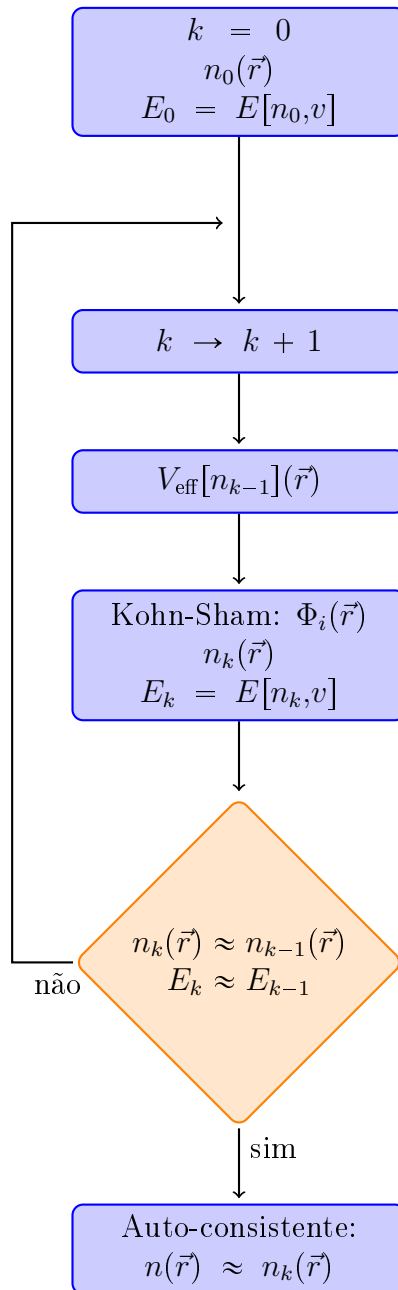 k = 0
n₀(r⃗)
E₀ = E[n₀,v]
k → k + 1
V_eff[n_{k−1}](r⃗)
Kohn-Sham: Φᵢ(r⃗)
n_k(r⃗)
E_k = E[n_k,v]
n_k(r⃗) ≈ n_{k−1}(r⃗)
E_k ≈ E_{k−1}
não
sim
Auto-consistente:
n(r⃗) ≈ n_k(r⃗)